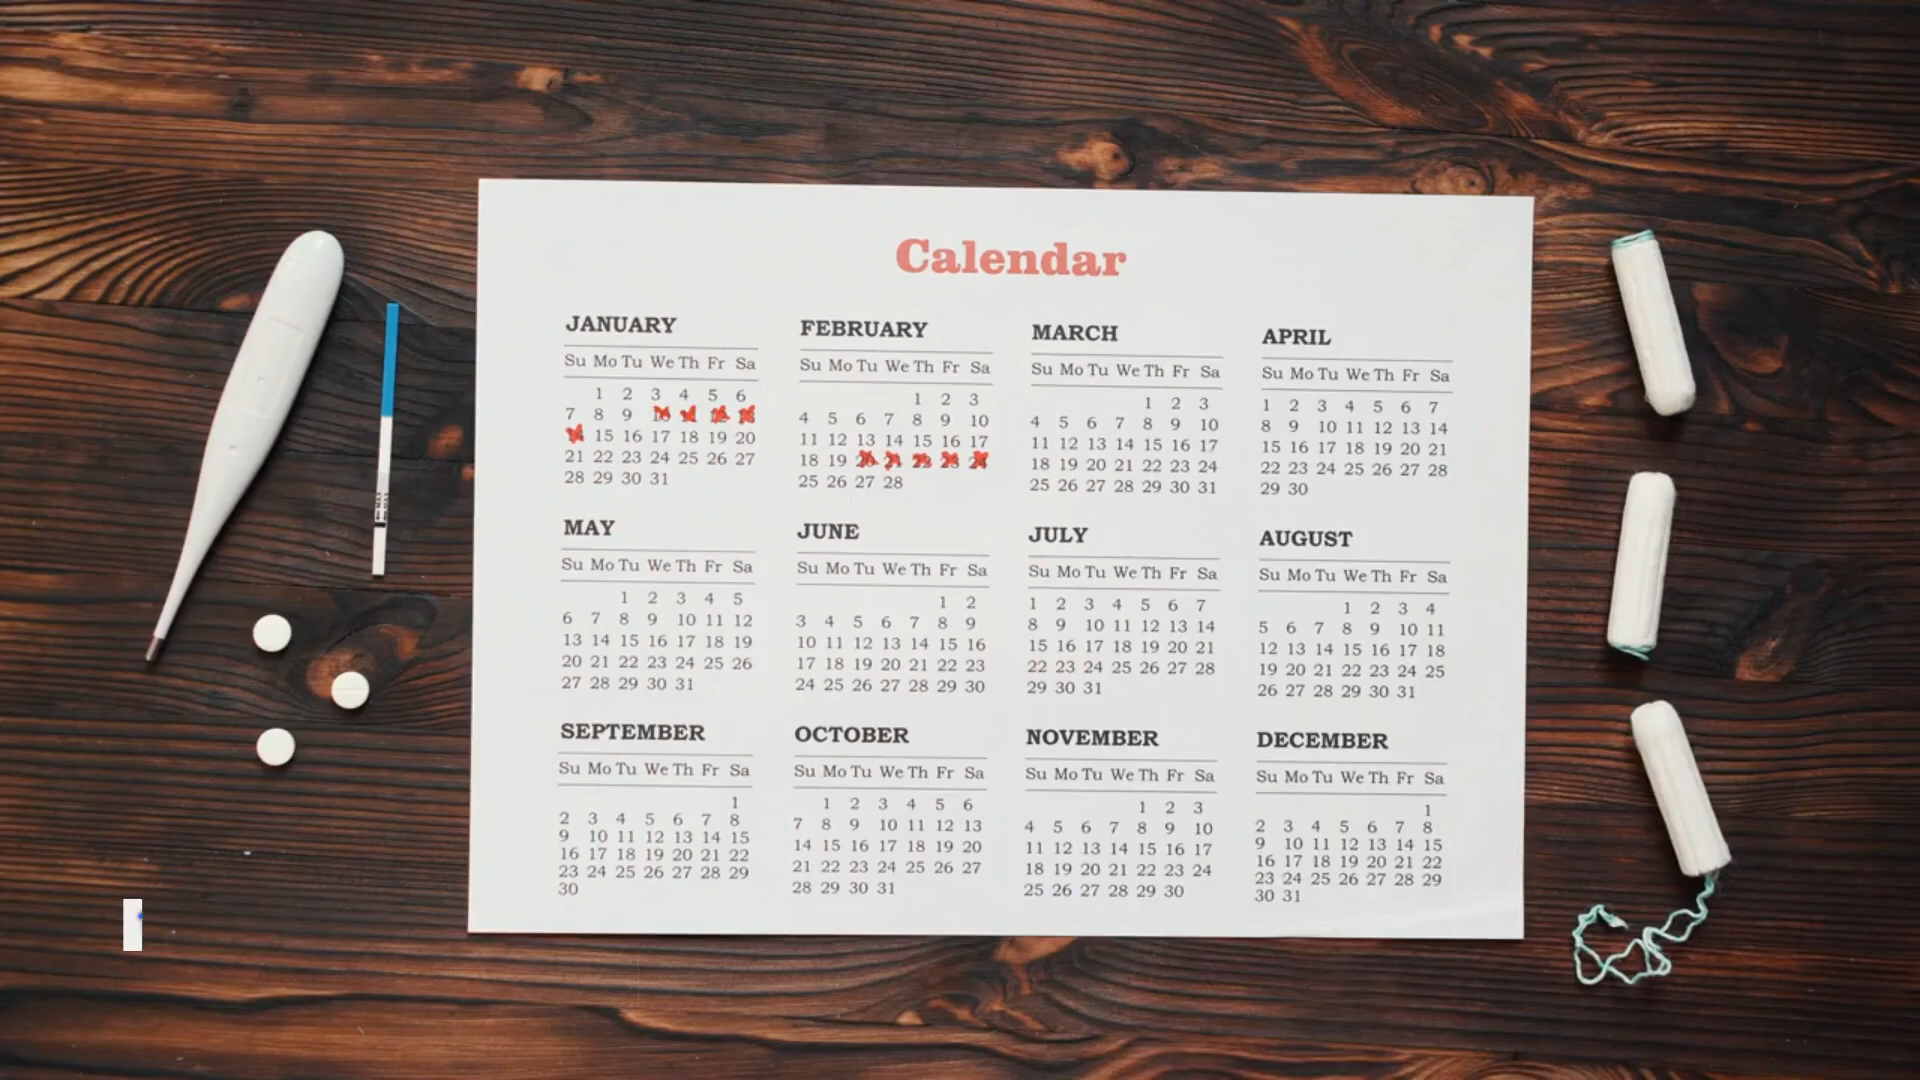 Calendar
JANUARY
Su Mo Tu We Th Fr Sa
1 2 3 4 5 6
7 8 9
15 16 17 18 19 20
21 22 23 24 25 26 27
28 29 30 31
FEBRUARY
Su Mo Tu We Th Fr Sa
1 2 3
4 5 6 7 8 9 10
11 12 13 14 15 16 17
18 19
25 26 27 28
MARCH
Su Mo Tu We Th Fr Sa
1 2 3
4 5 6 7 8 9 10
11 12 13 14 15 16 17
18 19 20 21 22 23 24
25 26 27 28 29 30 31
APRIL
Su Mo Tu We Th Fr Sa
1 2 3 4 5 6 7
8 9 10 11 12 13 14
15 16 17 18 19 20 21
22 23 24 25 26 27 28
29 30
MAY
Su Mo Tu We Th Fr Sa
1 2 3 4 5
6 7 8 9 10 11 12
13 14 15 16 17 18 19
20 21 22 23 24 25 26
27 28 29 30 31
JUNE
Su Mo Tu We Th Fr Sa
1 2
3 4 5 6 7 8 9
10 11 12 13 14 15 16
17 18 19 20 21 22 23
24 25 26 27 28 29 30
JULY
Su Mo Tu We Th Fr Sa
1 2 3 4 5 6 7
8 9 10 11 12 13 14
15 16 17 18 19 20 21
22 23 24 25 26 27 28
29 30 31
AUGUST
Su Mo Tu We Th Fr Sa
1 2 3 4
5 6 7 8 9 10 11
12 13 14 15 16 17 18
19 20 21 22 23 24 25
26 27 28 29 30 31
SEPTEMBER
Su Mo Tu We Th Fr Sa
1
2 3 4 5 6 7 8
9 10 11 12 13 14 15
16 17 18 19 20 21 22
23 24 25 26 27 28 29
30
OCTOBER
Su Mo Tu We Th Fr Sa
1 2 3 4 5 6
7 8 9 10 11 12 13
14 15 16 17 18 19 20
21 22 23 24 25 26 27
28 29 30 31
NOVEMBER
Su Mo Tu We Th Fr Sa
1 2 3
4 5 6 7 8 9 10
11 12 13 14 15 16 17
18 19 20 21 22 23 24
25 26 27 28 29 30
DECEMBER
Su Mo Tu We Th Fr Sa
1
2 3 4 5 6 7 8
9 10 11 12 13 14 15
16 17 18 19 20 21 22
23 24 25 26 27 28 29
30 31